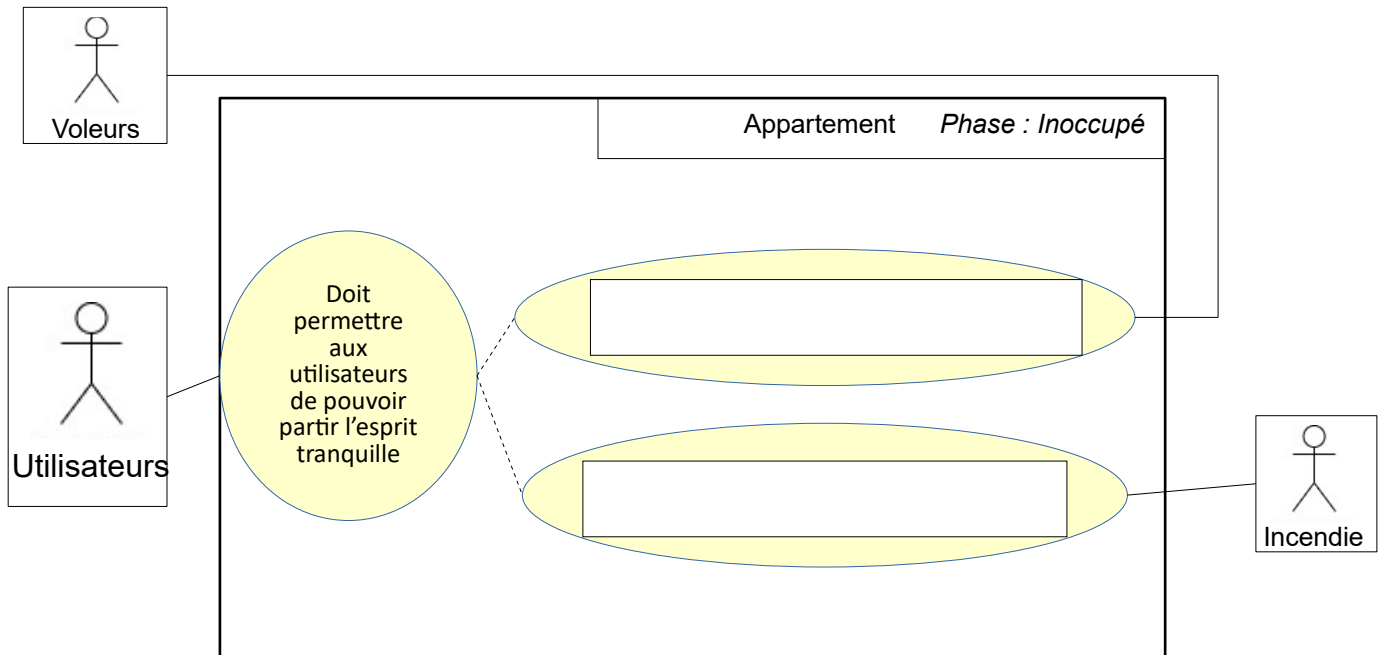 Voleurs
Appartement Phase : Inoccupé
Utilisateurs
Doit
permettre
aux
utilisateurs
de pouvoir
partir l’esprit
tranquille
Incendie